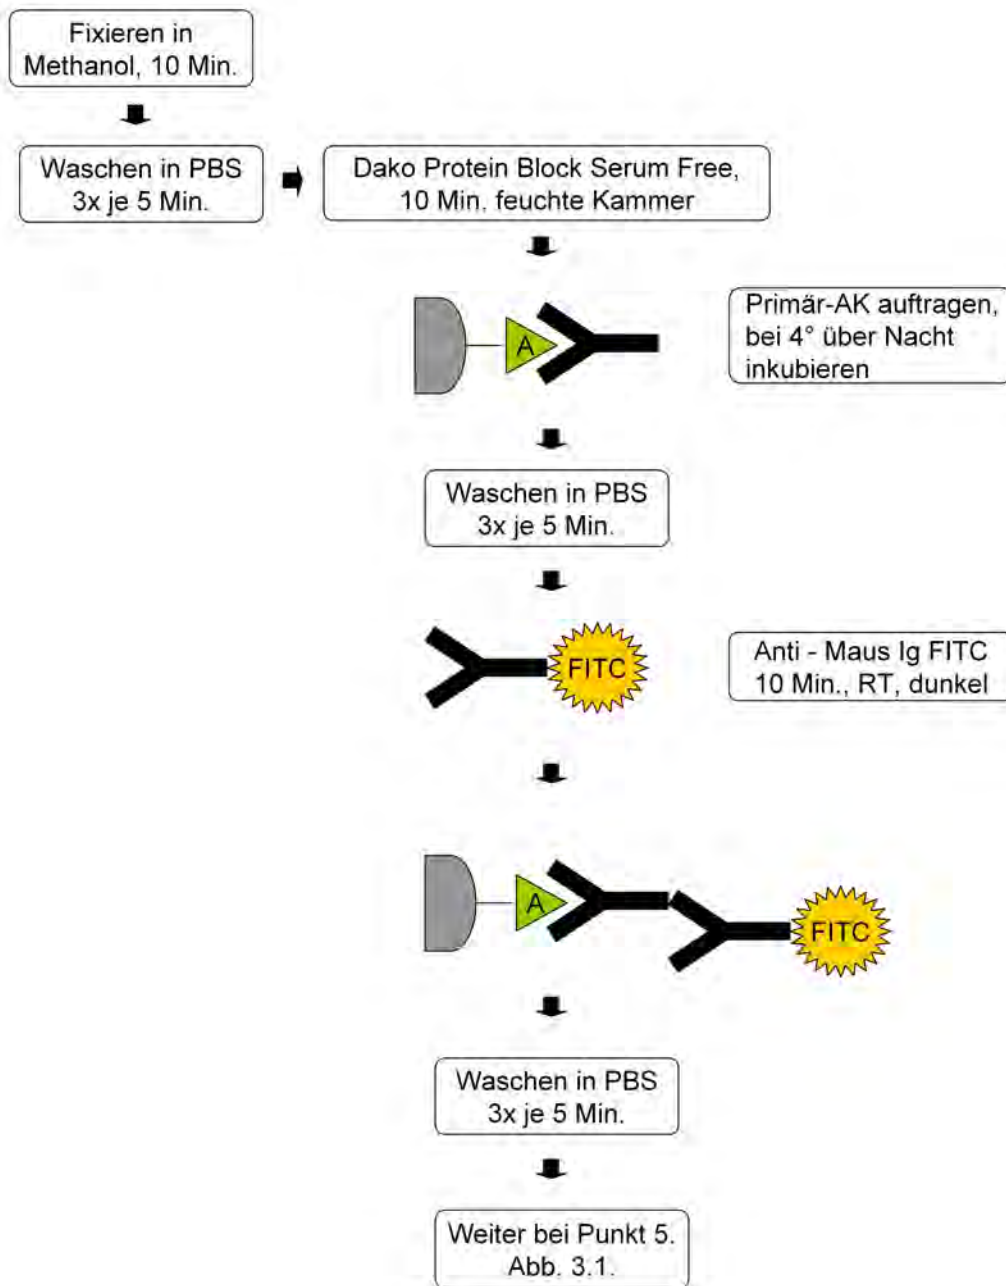 Fixieren in
Methanol, 10 Min.
Waschen in PBS
3x je 5 Min.
Dako Protein Block Serum Free,
10 Min. feuchte Kammer
A
Primär-AK auftragen,
bei 4° über Nacht
inkubieren
Waschen in PBS
3x je 5 Min.
FITC
Anti - Maus Ig FITC
10 Min., RT, dunkel
A
FITC
Waschen in PBS
3x je 5 Min.
Weiter bei Punkt 5.
Abb. 3.1.